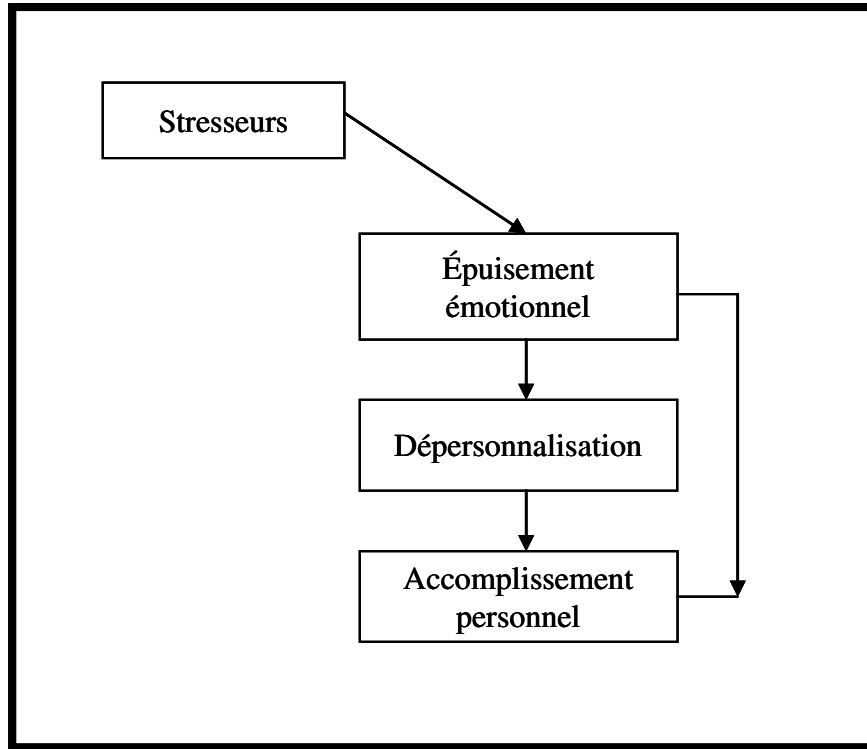 Stresseurs
Épuisement
émotionnel
Dépersonnalisation
Accomplissement
personnel